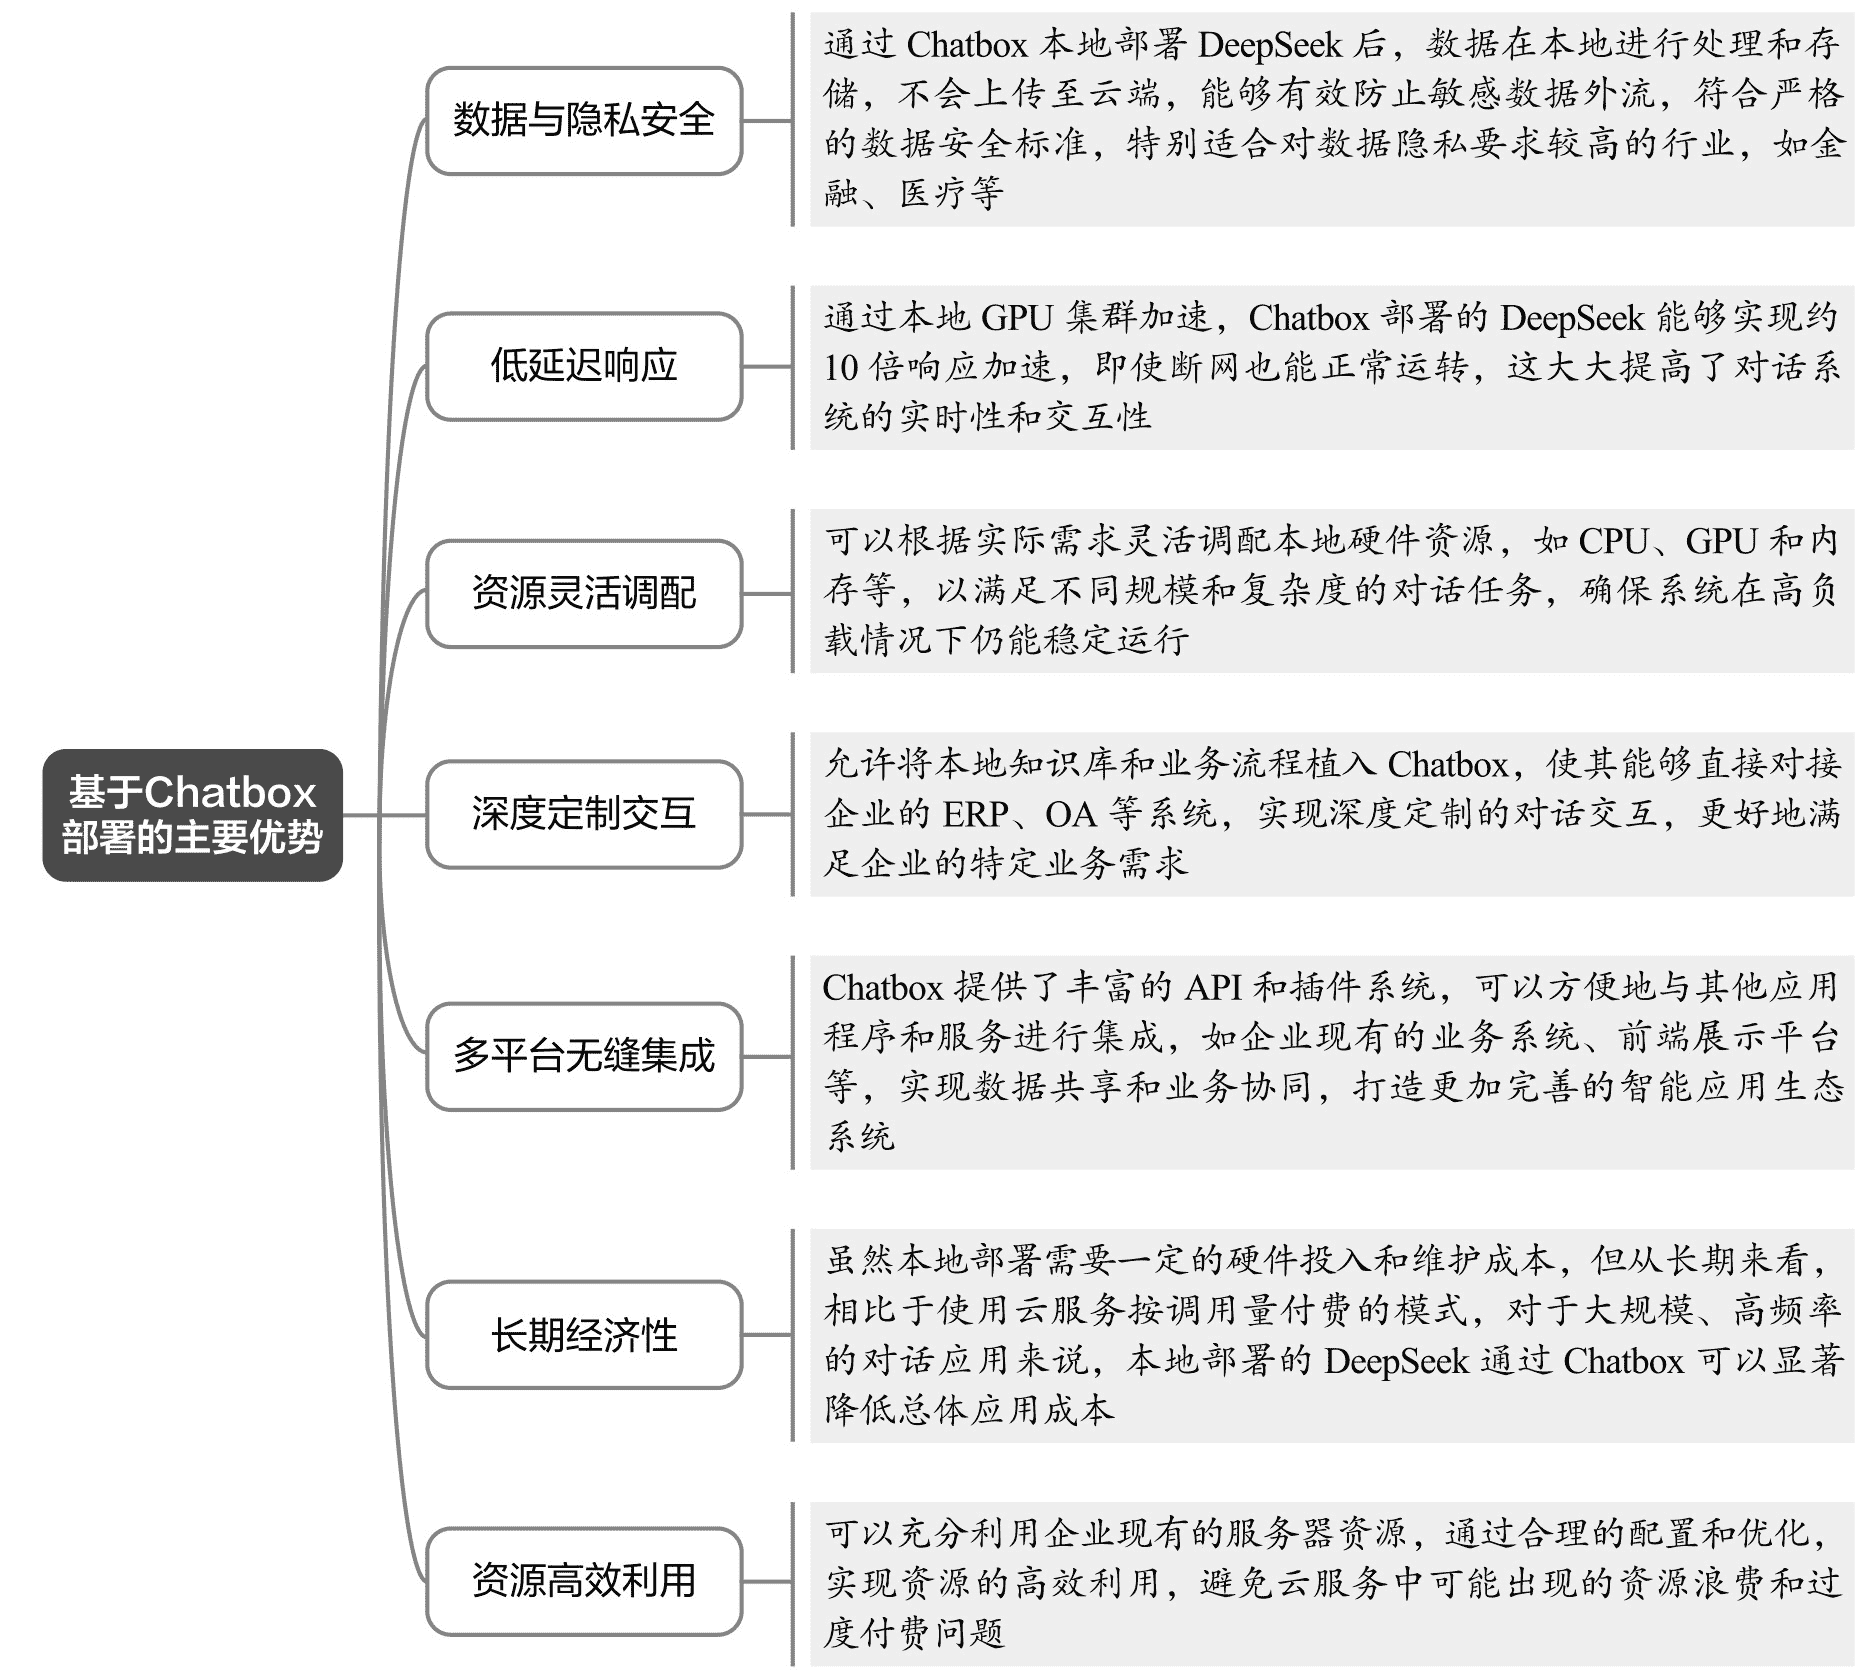 数据与隐私安全
通过 Chatbox 本地部署 DeepSeek 后，数据在本地进行处理和存
储，不会上传至云端，能够有效防止敏感数据外流，符合严格
的数据安全标准，特别适合对数据隐私要求较高的行业，如金
融、医疗等
低延迟响应
通过本地 GPU 集群加速，Chatbox 部署的 DeepSeek 能够实现约
10 倍响应加速，即使断网也能正常运转，这大大提高了对话系
统的实时性和交互性
资源灵活调配
可以根据实际需求灵活调配本地硬件资源，如 CPU、GPU 和内
存等，以满足不同规模和复杂度的对话任务，确保系统在高负
载情况下仍能稳定运行
基于Chatbox
部署的主要优势
深度定制交互
允许将本地知识库和业务流程植入 Chatbox，使其能够直接对接
企业的 ERP、OA 等系统，实现深度定制的对话交互，更好地满
足企业的特定业务需求
多平台无缝集成
Chatbox 提供了丰富的 API 和插件系统，可以方便地与其他应用
程序和服务进行集成，如企业现有的业务系统、前端展示平台
等，实现数据共享和业务协同，打造更加完善的智能应用生态
系统
长期经济性
虽然本地部署需要一定的硬件投入和维护成本，但从长期来看，
相比于使用云服务按调用量付费的模式，对于大规模、高频率
的对话应用来说，本地部署的 DeepSeek 通过 Chatbox 可以显著
降低总体应用成本
资源高效利用
可以充分利用企业现有的服务器资源，通过合理的配置和优化，
实现资源的高效利用，避免云服务中可能出现的资源浪费和过
度付费问题